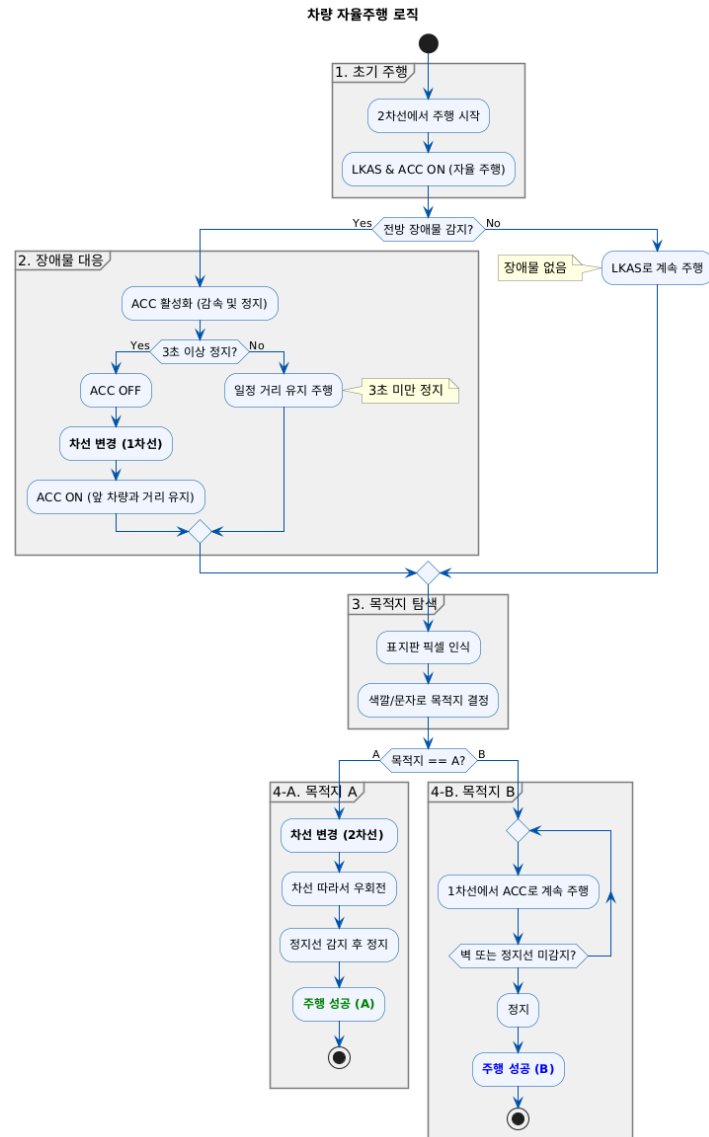 차량 자율주행 로직
1. 초기 주행
2차선에서 주행 시작
LKAS & ACC ON (자율 주행)
Yes
전방 장애물 감지?
No
2. 장애물 대응
장애물 없음
LKAS로 계속 주행
ACC 활성화 (감속 및 정지)
Yes
3초 이상 정지?
No
ACC OFF
일정 거리 유지 주행
3초 미만 정지
차선 변경 (1차선)
ACC ON (앞 차량과 거리 유지)
3. 목적지 탐색
표지판 픽셀 인식
색깔/문자로 목적지 결정
A
목적지 == A?
B
4-A. 목적지 A
차선 변경 (2차선)
차선 따라서 우회전
정지선 감지 후 정지
주행 성공 (A)
4-B. 목적지 B
1차선에서 ACC로 계속 주행
벽 또는 정지선 미감지?
정지
주행 성공 (B)